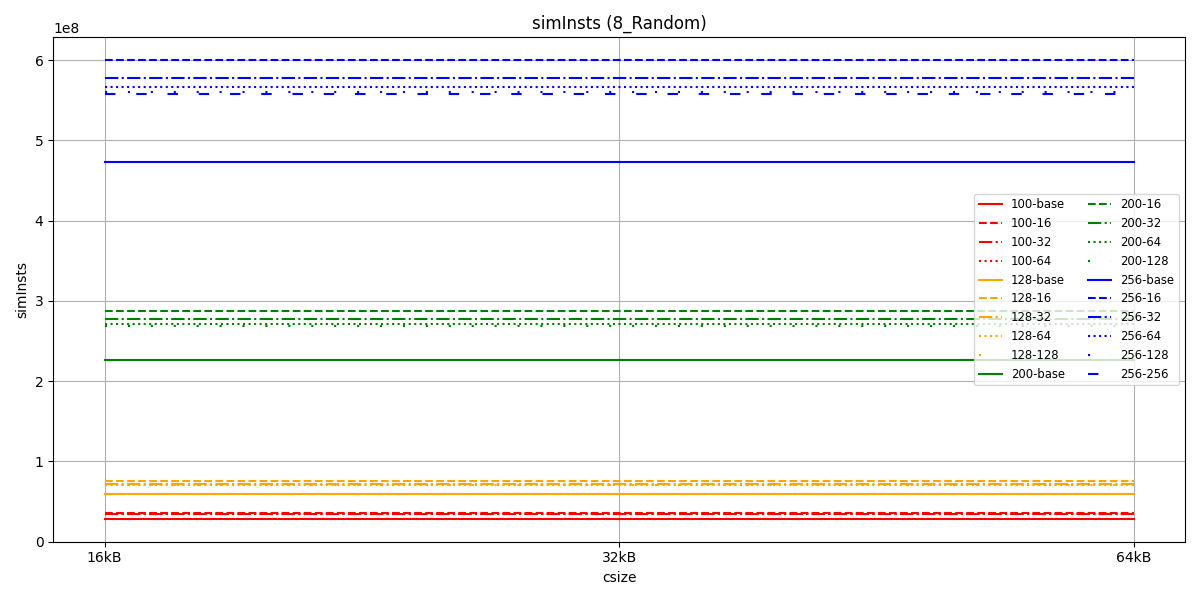 simInsts (8_Random)
1e8
simInsts
6
5
4
3
2
1
0
16kB
32kB
64kB
csize
100-base
100-16
100-32
100-64
128-base
128-16
128-32
128-64
128-128
200-base
200-16
200-32
200-64
200-128
256-base
256-16
256-32
256-64
256-128
256-256